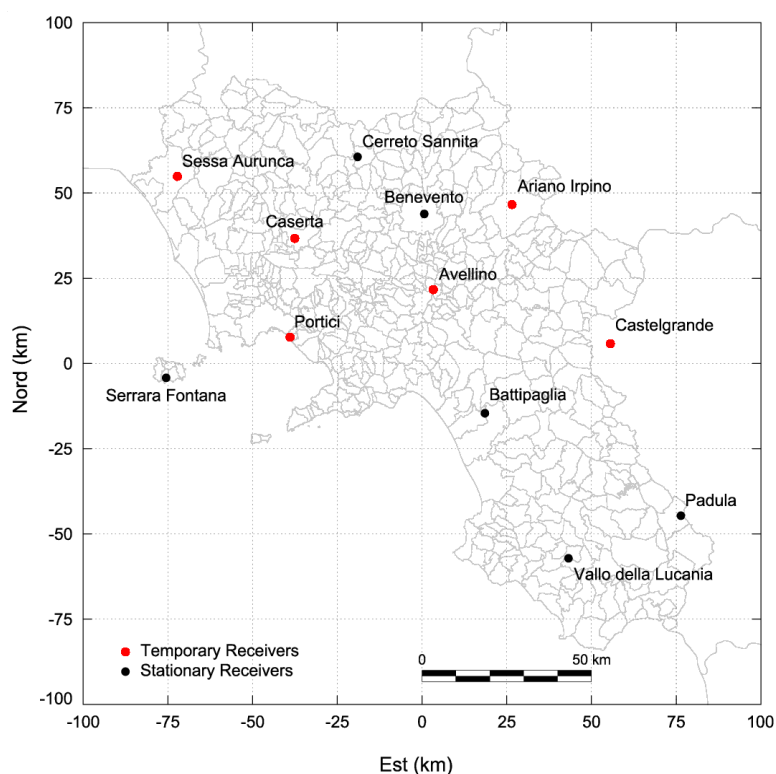 100
75
50
25
0
-25
-50
-75
-100
Nord (km)
Cerreto Sannita
Sessa Aurunca
Ariano Irpino
Benevento
Caserta
Avellino
Portici
Castelgrande
Serrara Fontana
Battipaglia
Padula
Vallo della Lucania
Temporary Receivers
Stationary Receivers
0 50 km
-100 -75 -50 -25 0 25 50 75 100
Est (km)